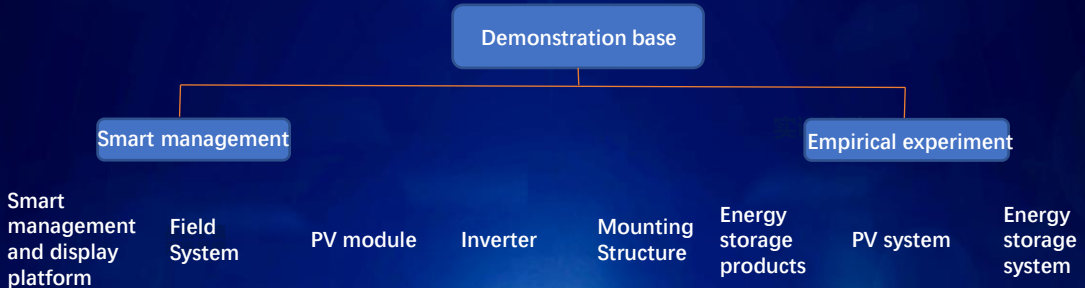 Demonstration base
Smart management
Empirical experiment
Smart
management
and display
platform
Field
System
PV module
Inverter
Mounting
Structure
Energy
storage
products
PV system
Energy
storage
system